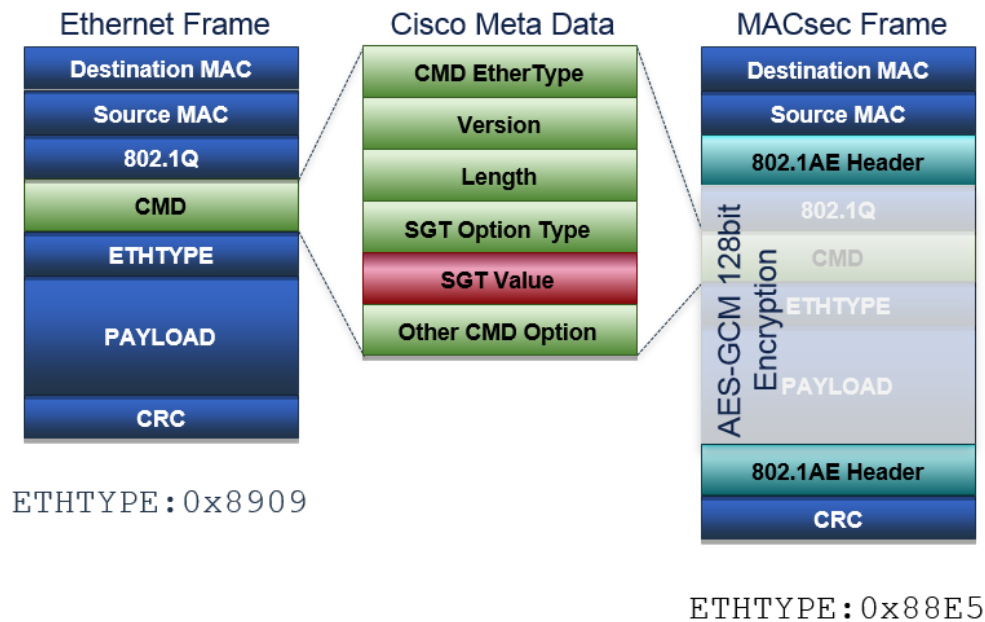 Ethernet Frame
Destination MAC
Source MAC
802.1Q
CMD
ETHTYPE
PAYLOAD
CRC
ETHTYPE:0x8909
Cisco Meta Data
CMD EtherType
Version
Length
SGT Option Type
SGT Value
Other CMD Option
MACsec Frame
Destination MAC
Source MAC
802.1AE Header
802.1Q
CMD
ETHTYPE
PAYLOAD
AES-GCM 128bit
Encryption
802.1AE Header
CRC
ETHTYPE:0x88E5